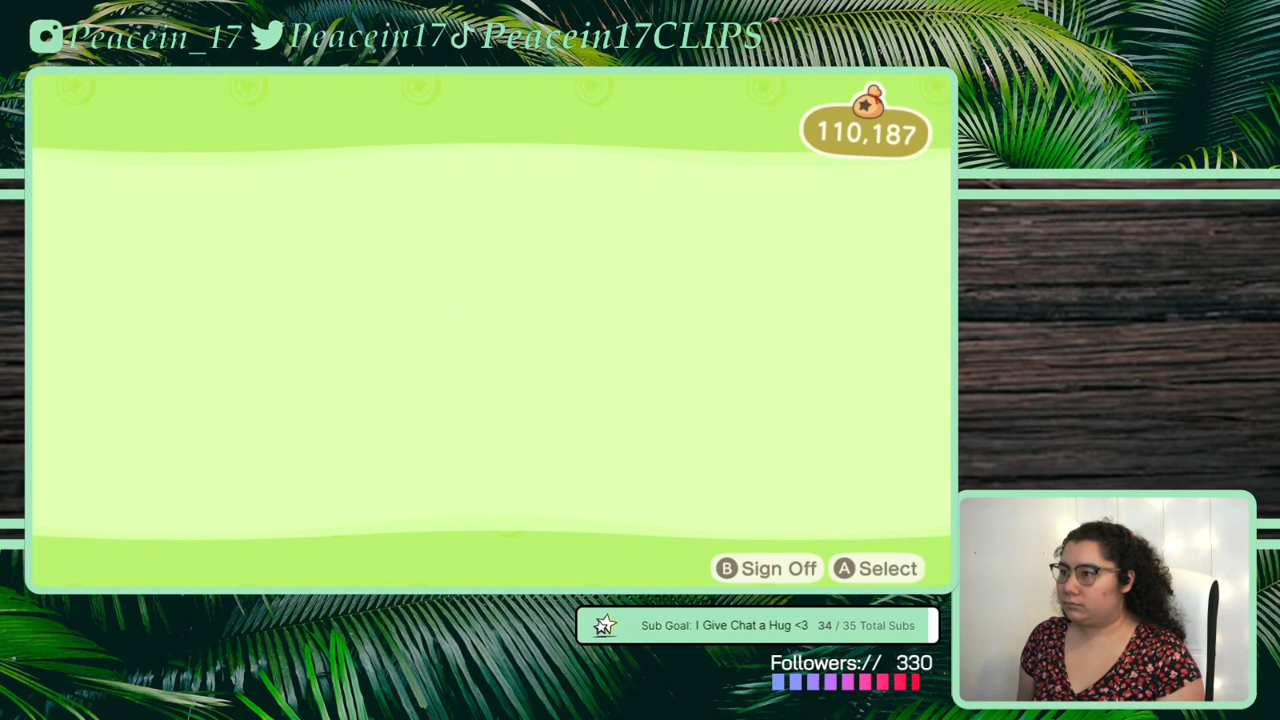 Peacein_17 Peacein17 Peacein17CLIPS
110,187
B Sign Off A Select
Sub Goal: I Give Chat a Hug <3 34 / 35 Total Subs
Followers:// 330